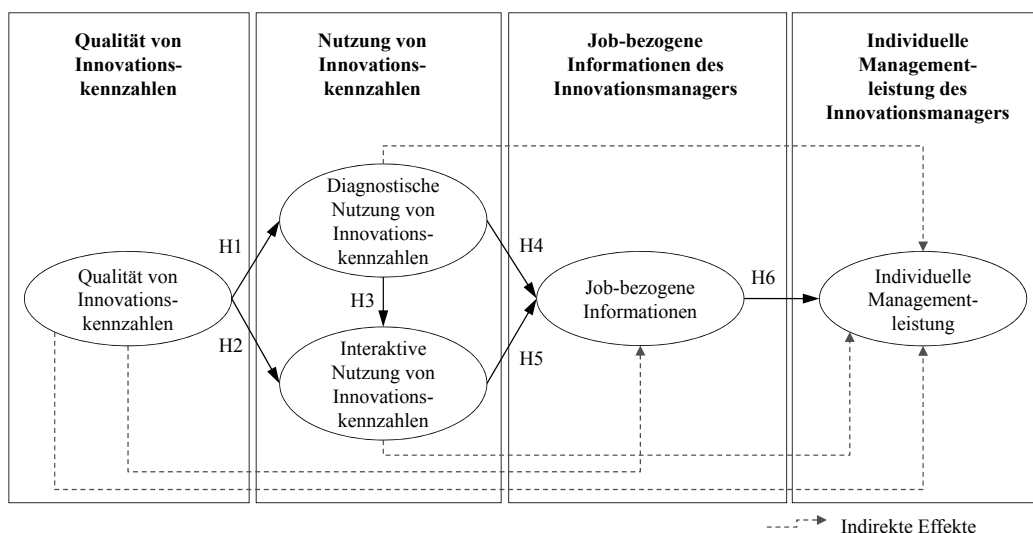 Qualität von
Innovations-
kennzahlen
Nutzung von
Innovations-
kennzahlen
Job-bezogene
Informationen des
Innovationsmanagers
Individuelle
Management-
leistung des
Innovationsmanagers
Diagnostische
Nutzung von
Innovations-
kennzahlen
H1
H4
Qualität von
Innovations-
kennzahlen
H3
Job-bezogene
Informationen
H6
Individuelle
Management-
leistung
H2
Interaktive
Nutzung von
Innovations-
kennzahlen
H5
Indirekte Effekte